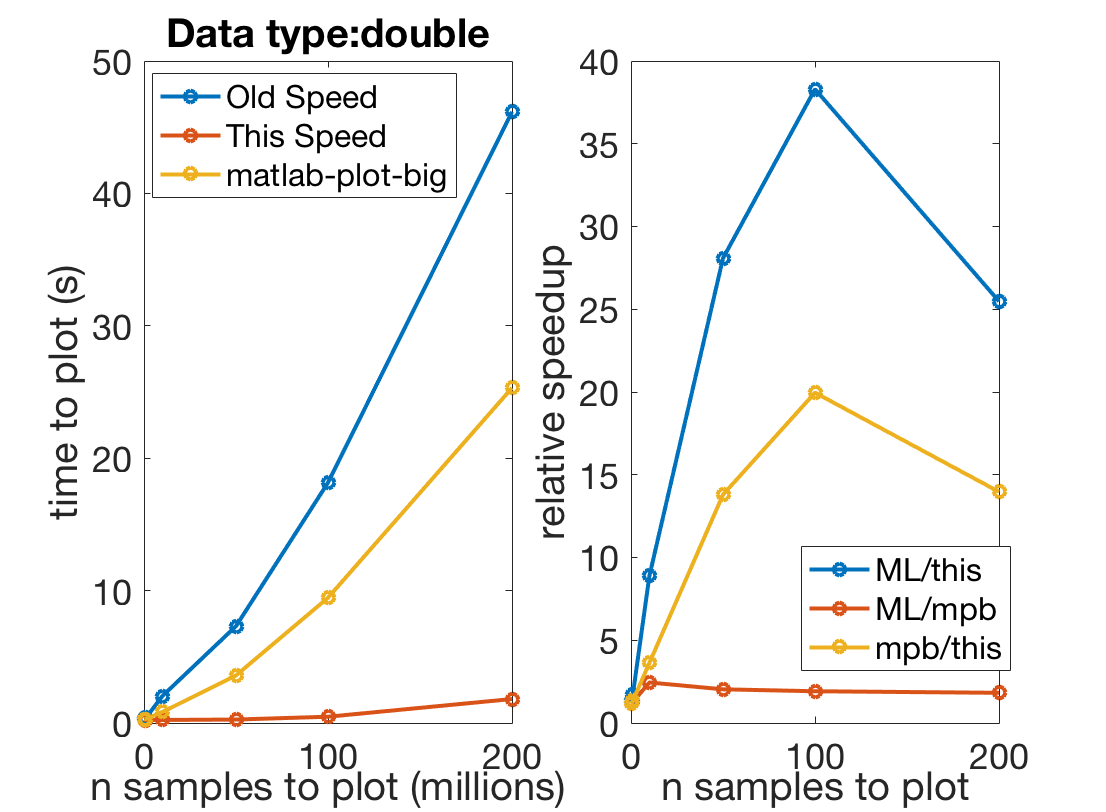 Data type:double
50
40
30
20
10
0
time to plot (s)
Old Speed
This Speed
matlab-plot-big
0
100
200
n samples to plot (millions)
40
35
30
25
20
15
10
5
0
relative speedup
ML/this
ML/mpb
mpb/this
0
100
200
n samples to plot